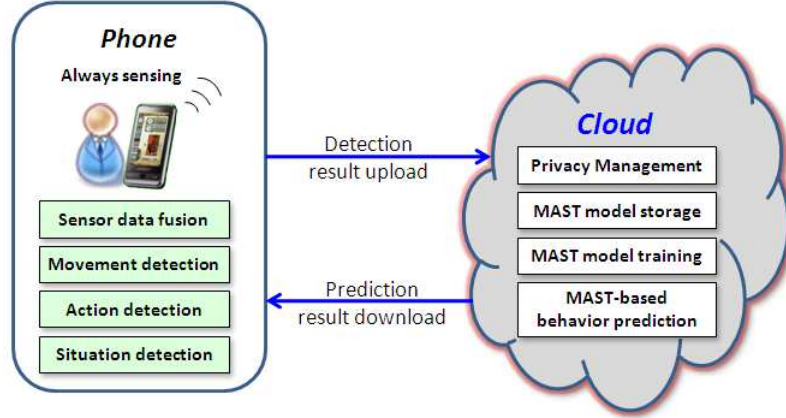 Phone
Always sensing
Sensor data fusion
Movement detection
Action detection
Situation detection
Detection
result upload
Prediction
result download
Cloud
Privacy Management
MAST model storage
MAST model training
MAST-based
behavior prediction